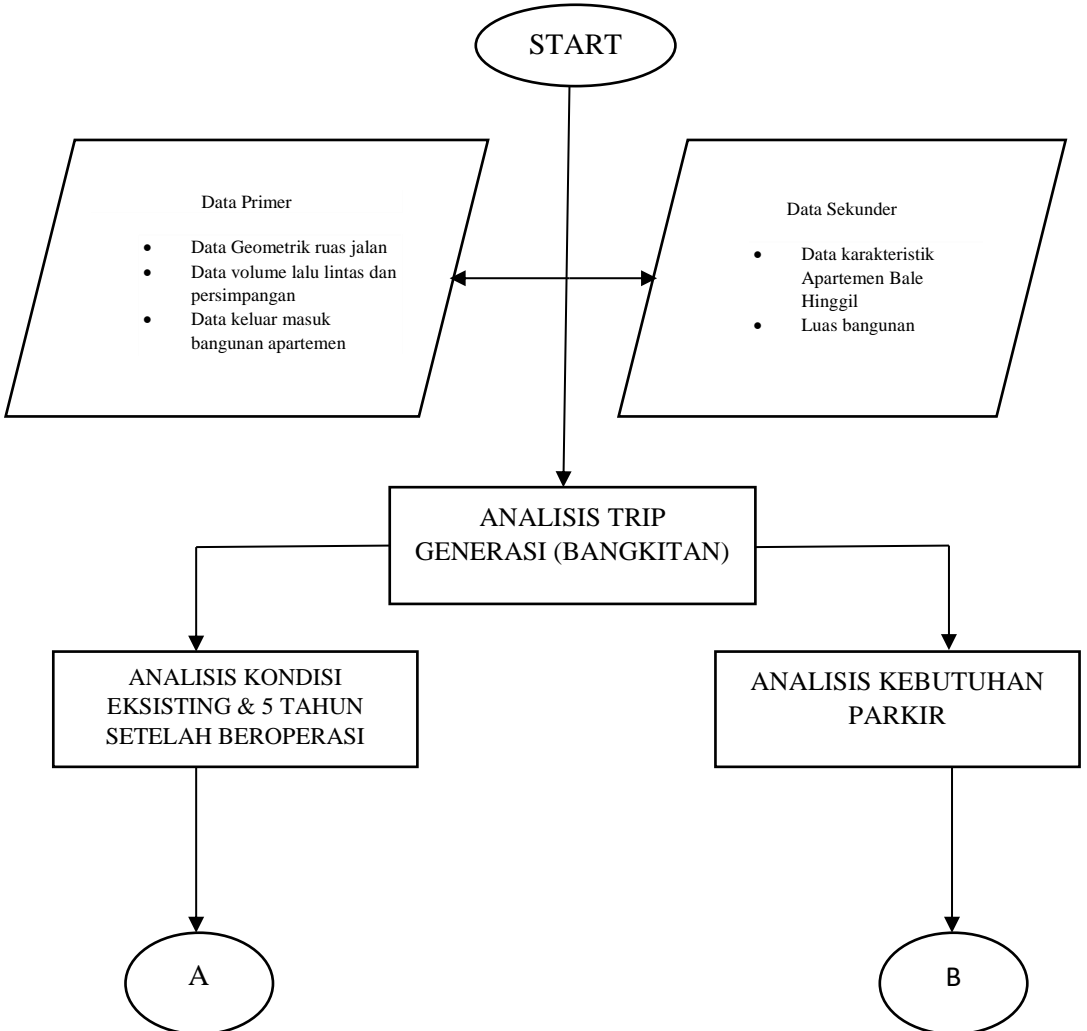 START
Data Primer
• Data Geometrik ruas jalan
• Data volume lalu lintas dan
persimpangan
• Data keluar masuk
bangunan apartemen
Data Sekunder
• Data karakteristik
Apartemen Bale
Hinggil
• Luas bangunan
ANALISIS TRIP
GENERASI (BANGKITAN)
ANALISIS KONDISI
EKSISTING & 5 TAHUN
SETELAH BEROPERASI
ANALISIS KEBUTUHAN
PARKIR
A
B